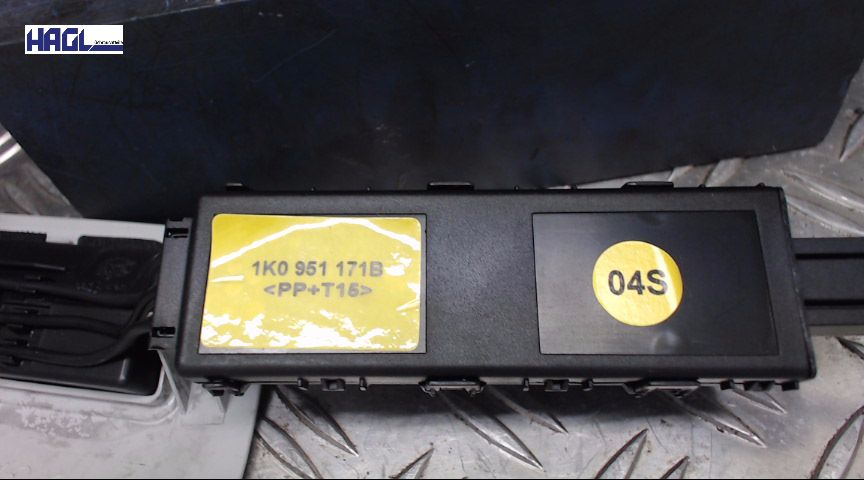 HAGL
1K0 951 171B
<PP+T15>
04S